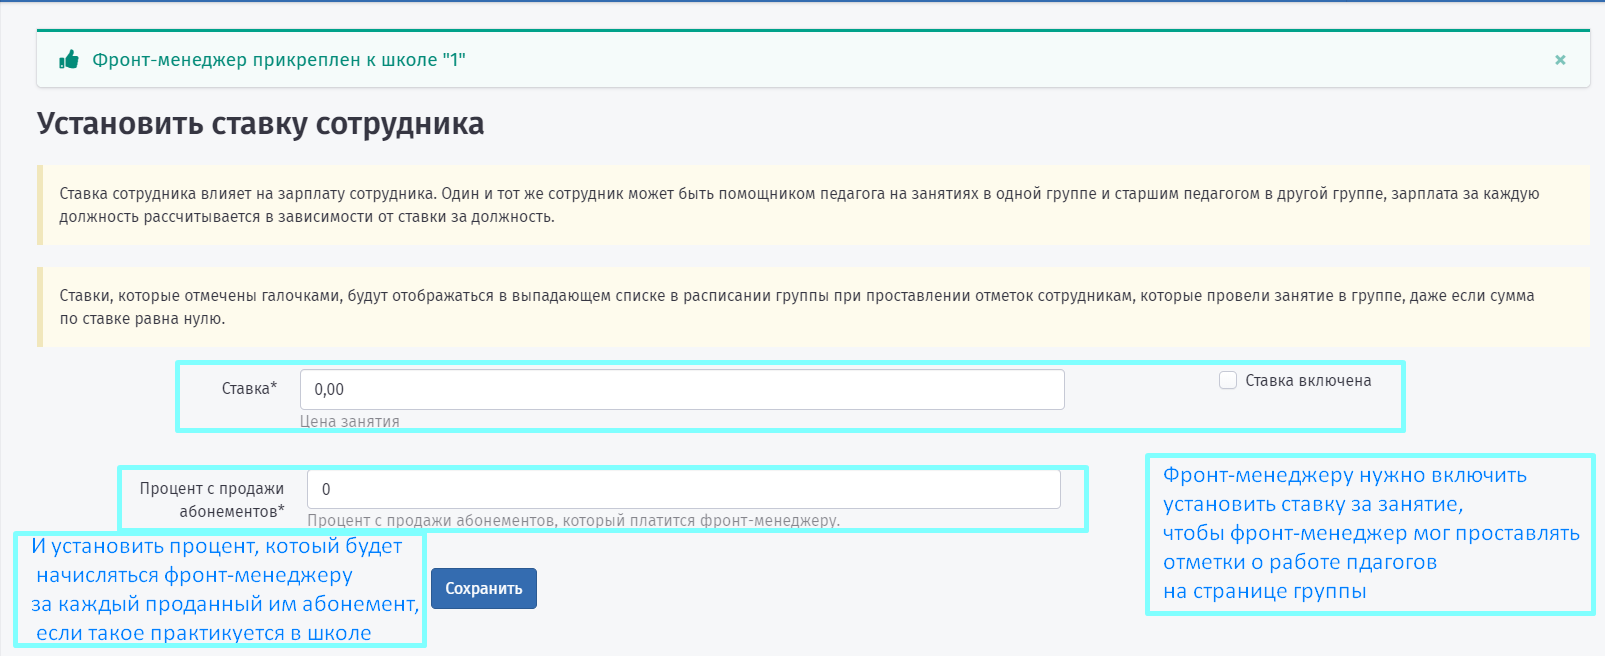 Фронт-менеджер прикреплен к школе "1"
×
Установить ставку сотрудника
Ставка сотрудника влияет на зарплату сотрудника. Один и тот же сотрудник может быть помощником педагога на занятиях в одной группе и старшим педагогом в другой группе, зарплата за каждую
должность рассчитывается в зависимости от ставки за должность.
Ставки, которые отмечены галочками, будут отображаться в выпадающем списке в расписании группы при проставлении отметок сотрудникам, которые провели занятие в группе, даже если сумма
по ставке равна нулю.
Ставка*
0,00
Ставка включена
Цена занятия
Процент с продажи
абонементов*
0
Процент с продажи абонементов, который платится фронт-менеджеру.
Фронт-менеджеру нужно включить
установить ставку за занятие,
чтобы фронт-менеджер мог проставлять
отметки о работе пдагогов
на странице группы
И установить процент, котоый будет
начисляться фронт-менеджеру
за каждый проданный им абонемент,
если такое практикуется в школе
Сохранить